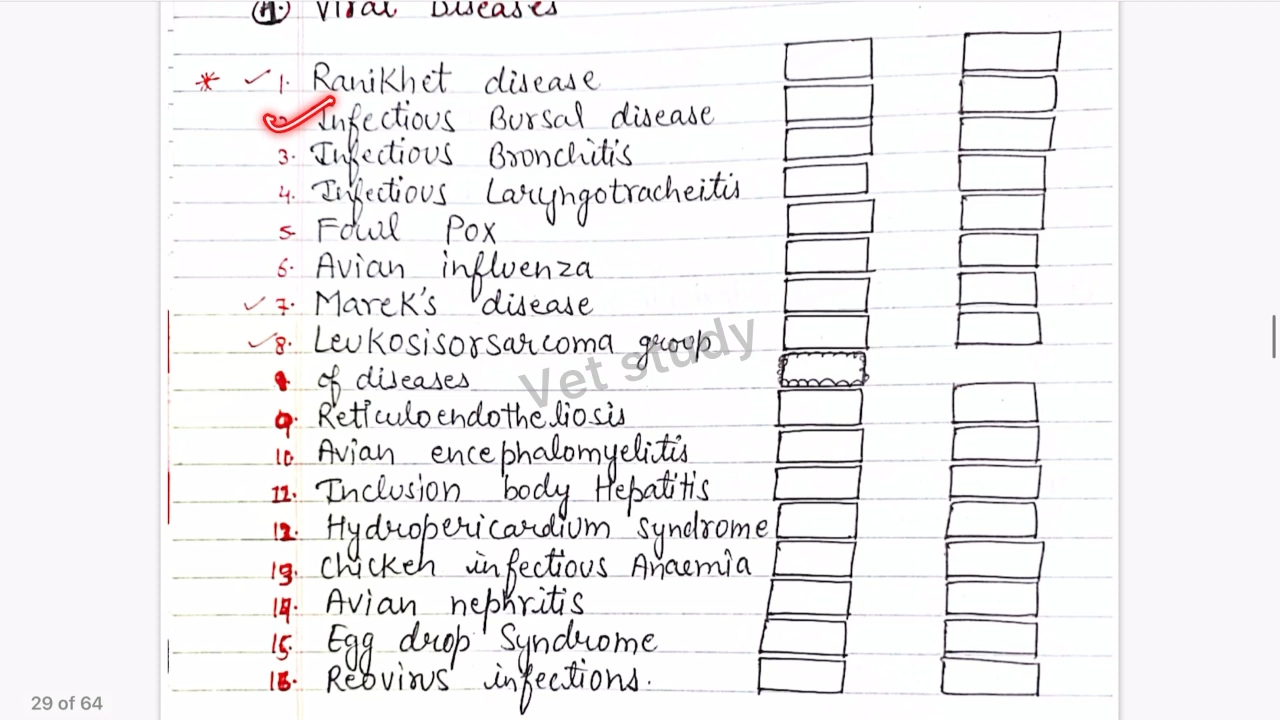 (A.) Viral Diseases
* ✓ 1. Ranikhet disease
Infectious Bursal disease
3. Infectious Bronchitis
4. Infectious Laryngotracheitis
5. Fowl Pox
6. Avian influenza
✓ 7. Marek's disease
✓ 8. Leukosisorsarcoma group
of diseases
9. Reticuloendotheliosis
10. Avian encephalomyelitis
11. Inclusion body Hepatitis
12. Hydropericardium syndrome
13. Chicken infectious Anaemia
14. Avian nephritis
15. Egg drop Syndrome
16. Reovirus infections.
Vet study
29 of 64